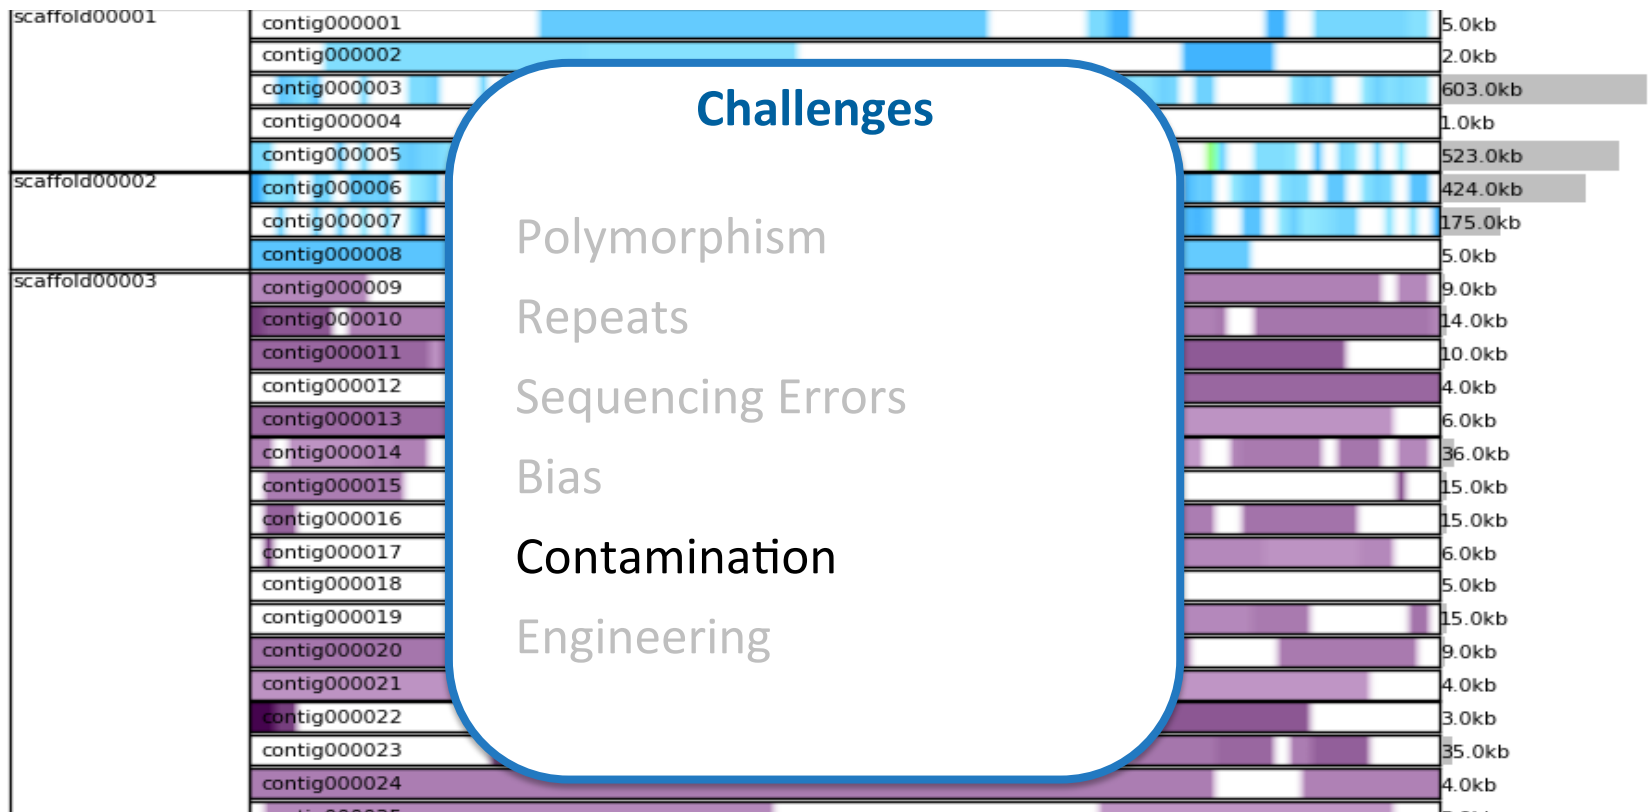 scaffold00001
contig000001 5.0kb
contig000002 2.0kb
contig000003 603.0kb
contig000004 1.0kb
contig000005 523.0kb
scaffold00002
contig000006 424.0kb
contig000007 175.0kb
contig000008 5.0kb
scaffold00003
contig000009 9.0kb
contig000010 14.0kb
contig000011 10.0kb
contig000012 4.0kb
contig000013 6.0kb
contig000014 36.0kb
contig000015 15.0kb
contig000016 15.0kb
contig000017 6.0kb
contig000018 5.0kb
contig000019 15.0kb
contig000020 9.0kb
contig000021 4.0kb
contig000022 3.0kb
contig000023 35.0kb
contig000024 4.0kb
Challenges
Polymorphism
Repeats
Sequencing Errors
Bias
Contamination
Engineering